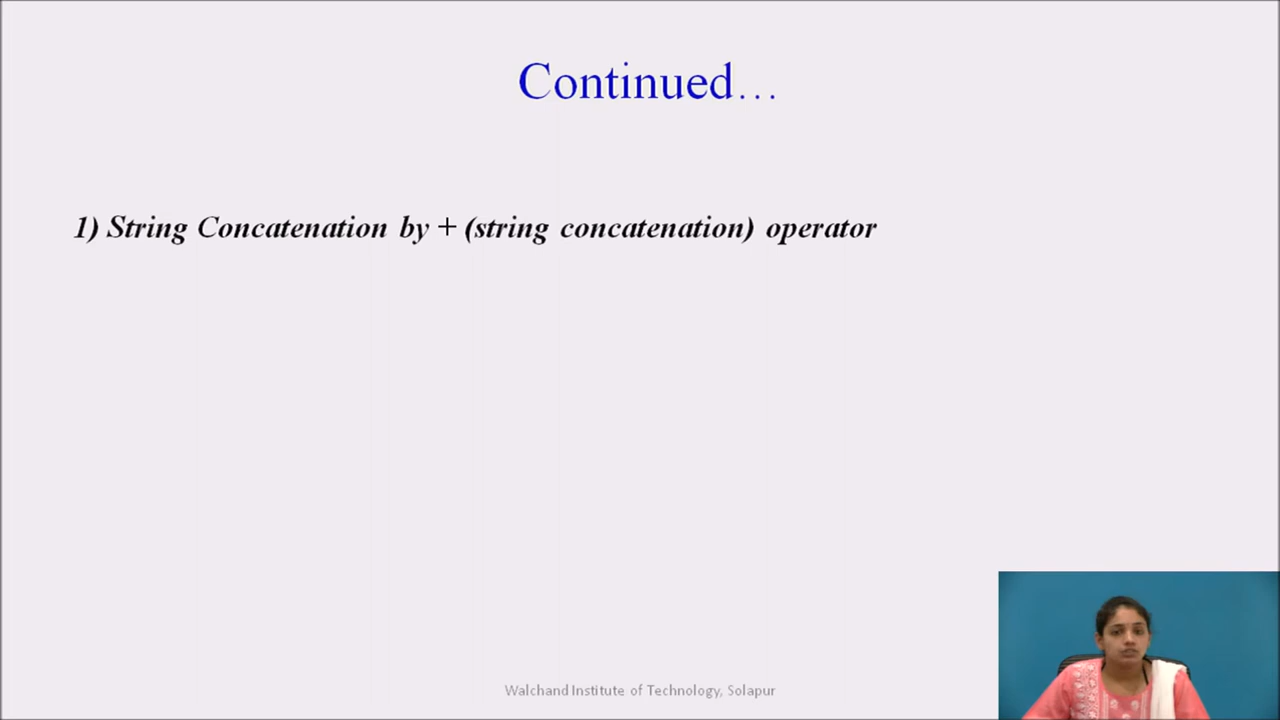 Continued...
1) String Concatenation by + (string concatenation) operator
Walchand Institute of Technology, Solapur